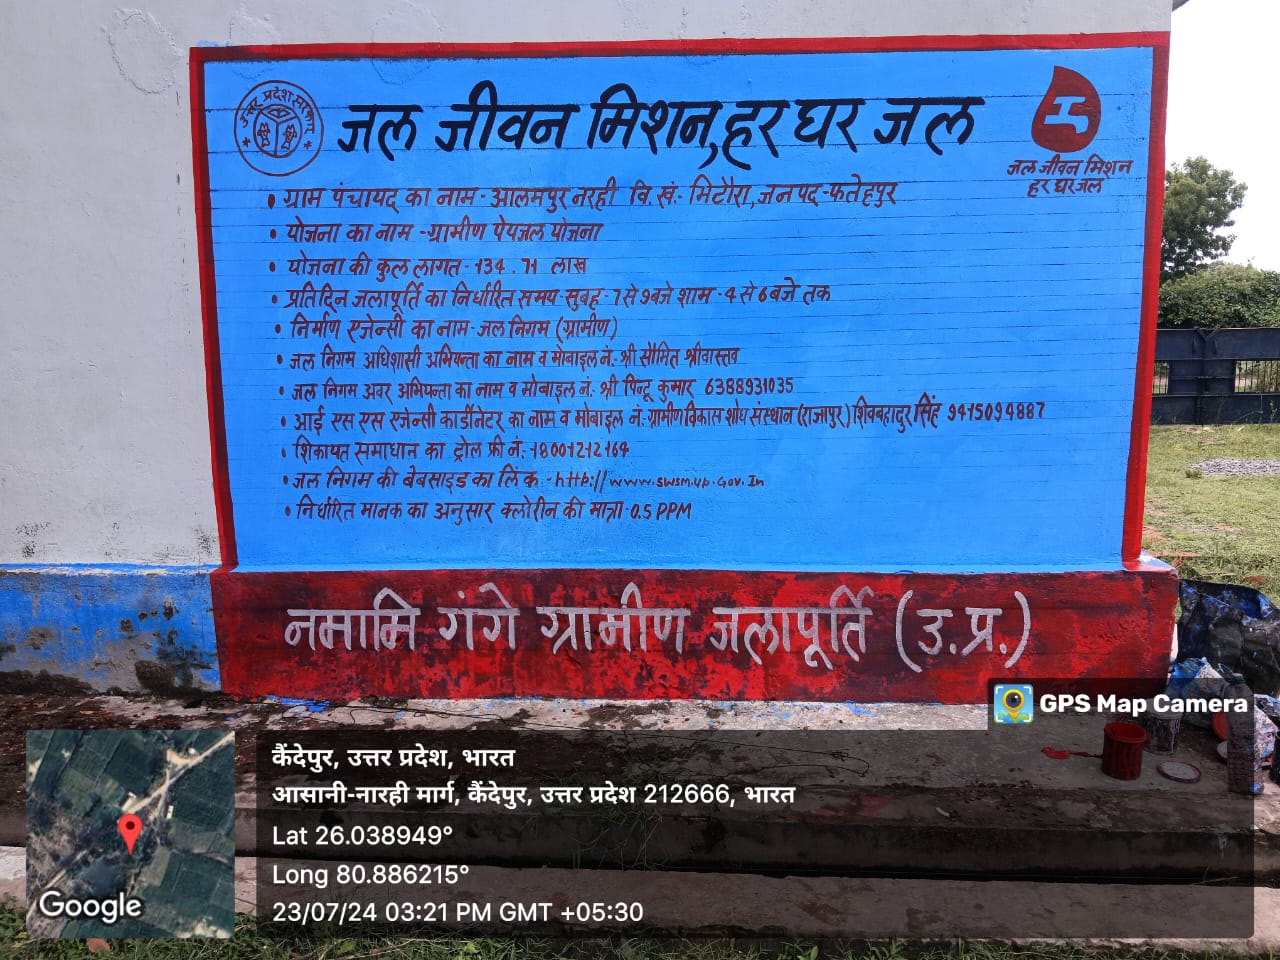 उत्तर प्रदेश सरकार
जल जीवन मिशन, हर घर जल
जल जीवन मिशन
हर घर जल
• ग्राम पंचायद् का नाम - आलमपुर नरही वि. खं.- भिटौरा, जनपद - फतेहपुर
• योजना का नाम - ग्रामीण पेयजल योजना
• योजना की कुल लागत - 134 . 71 लाख
• प्रतिदिन जलापूर्ति का निर्धारित समय - सुबह - 7 से 9 बजे शाम - 4 से 6 बजे तक
• निर्माण एजेन्सी का नाम - जल निगम (ग्रामीण)
• जल निगम अधिशासी अभियन्ता का नाम व मोबाइल नं.- श्री सौमित श्रीवास्तव
• जल निगम अवर अभियन्ता का नाम व मोबाइल नं. श्री पिन्टू कुमार 6388931035
• आई एस एस एजेन्सी कार्डीनेटर का नाम व मोबाइल नं.- ग्रामीण विकास शोध संस्थान (राजापुर) शिवबहादुर सिंह 9415094887
• शिकायत समाधान का ट्रोल फ्री नं.- 18001212164
• जल निगम की बेबसाइड का लिंक - http://www.swsm.up.Gov.In
• निर्धारित मानक का अनुसार क्लोरीन की मात्रा - 0.5 PPM
नमामि गंगे ग्रामीण जलापूर्ति (उ.प्र.)
GPS Map Camera
कैंदेपुर, उत्तर प्रदेश, भारत
आसानी-नारही मार्ग, कैंदेपुर, उत्तर प्रदेश 212666, भारत
Lat 26.038949°
Long 80.886215°
23/07/24 03:21 PM GMT +05:30
Google